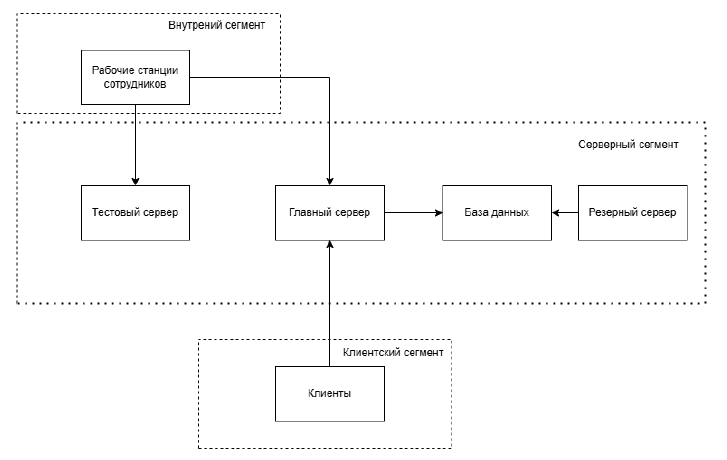 Внутрений сегмент
Рабочие станции
сотрудников
Серверный сегмент
Тестовый сервер
Главный сервер
База данных
Резерный сервер
Клиентский сегмент
Клиенты